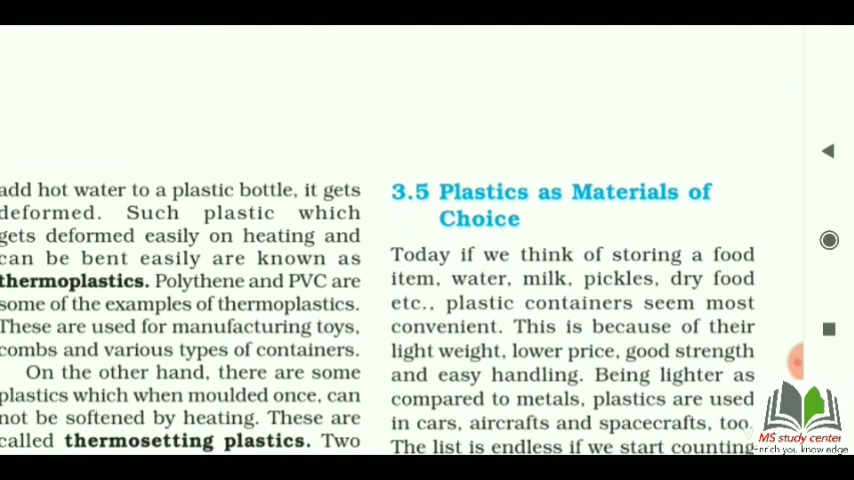 add hot water to a plastic bottle, it gets
deformed. Such plastic which
gets deformed easily on heating and
can be bent easily are known as
thermoplastics. Polythene and PVC are
some of the examples of thermoplastics.
These are used for manufacturing toys,
combs and various types of containers.
On the other hand, there are some
plastics which when moulded once, can
not be softened by heating. These are
called thermosetting plastics. Two
3.5 Plastics as Materials of
Choice
Today if we think of storing a food
item, water, milk, pickles, dry food
etc., plastic containers seem most
convenient. This is because of their
light weight, lower price, good strength
and easy handling. Being lighter as
compared to metals, plastics are used
in cars, aircrafts and spacecrafts, too.
The list is endless if we start counting
MS study center
Enrich you knowledge